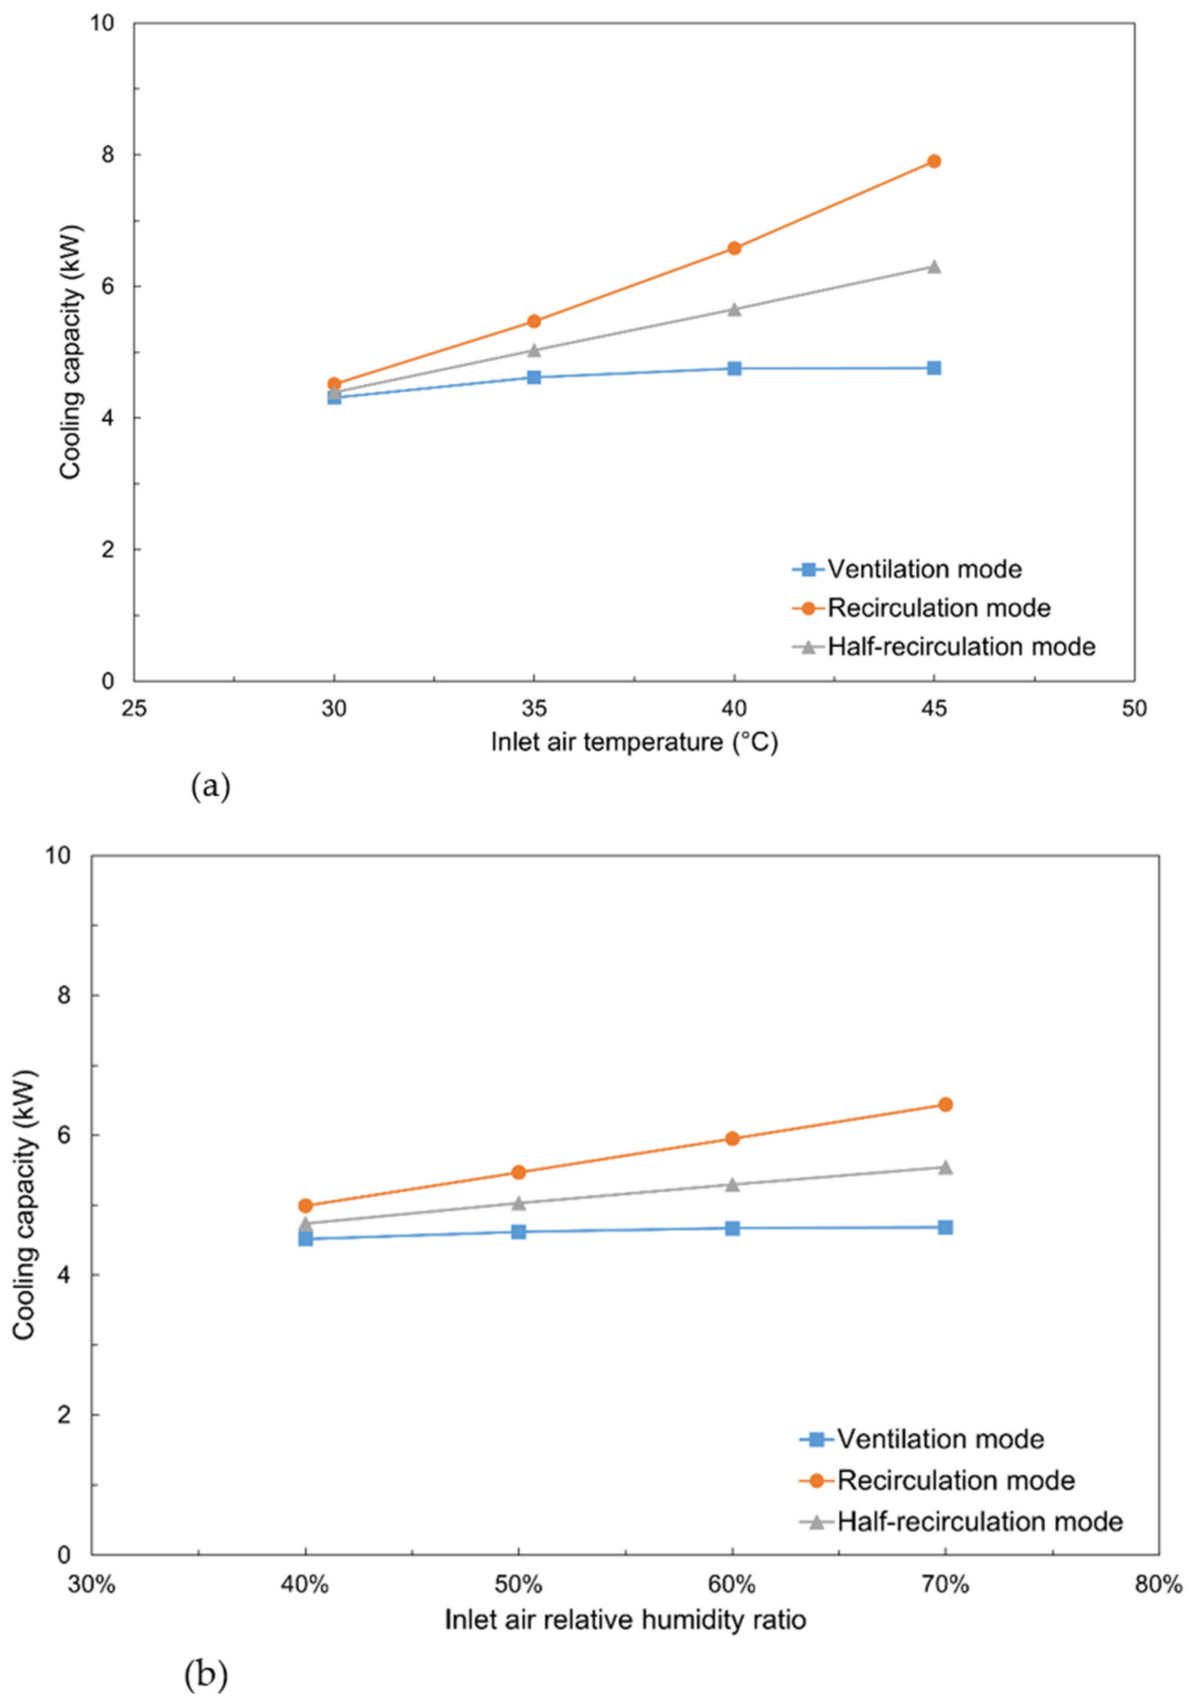 10
8
6
4
2
0
Cooling capacity (kW)
Ventilation mode
Recirculation mode
Half-recirculation mode
25 30 35 40 45 50
Inlet air temperature (°C)
(a)
10
8
6
4
2
0
Cooling capacity (kW)
Ventilation mode
Recirculation mode
Half-recirculation mode
30% 40% 50% 60% 70% 80%
Inlet air relative humidity ratio
(b)